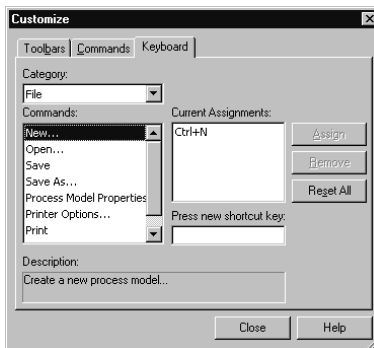 Customize
Toolbars Commands Keyboard
Category:
File
Commands:
New...
Open...
Save
Save As...
Process Model Properties
Printer Options...
Print
Current Assignments:
Ctrl+N
Press new shortcut key:
Assign
Remove
Reset All
Description:
Create a new process model...
Close Help